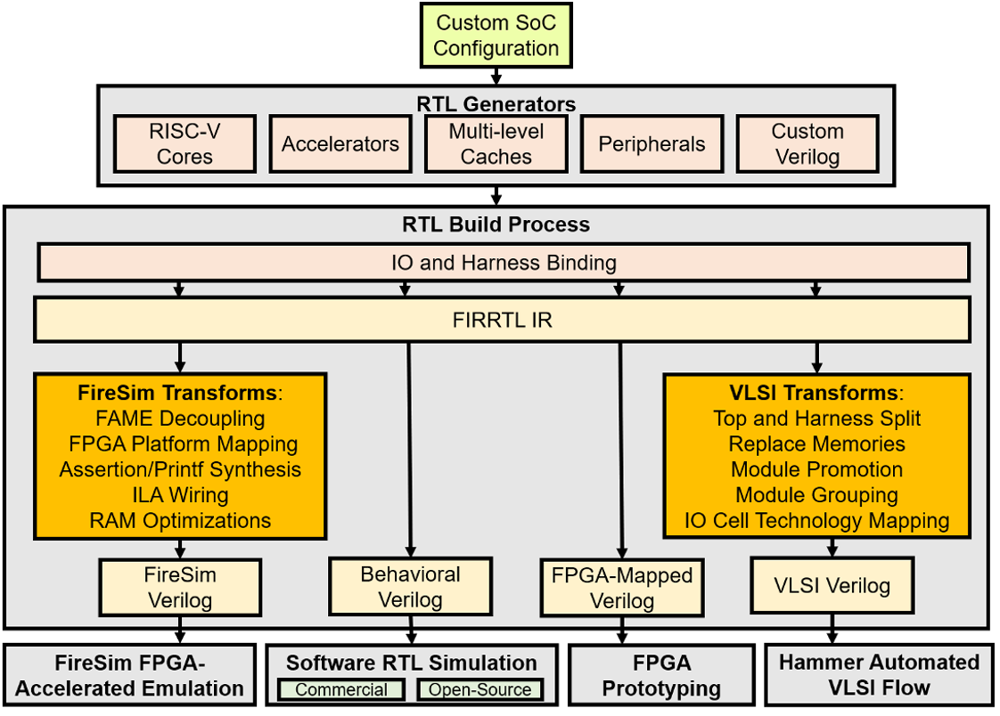 Custom SoC
Configuration
RTL Generators
RISC-V
Cores
Accelerators
Multi-level
Caches
Peripherals
Custom
Verilog
RTL Build Process
IO and Harness Binding
FIRRTL IR
FireSim Transforms:
FAME Decoupling
FPGA Platform Mapping
Assertion/Printf Synthesis
ILA Wiring
RAM Optimizations
VLSI Transforms:
Top and Harness Split
Replace Memories
Module Promotion
Module Grouping
IO Cell Technology Mapping
FireSim
Verilog
Behavioral
Verilog
FPGA-Mapped
Verilog
VLSI Verilog
FireSim FPGA-
Accelerated Emulation
Software RTL Simulation
Commercial
Open-Source
FPGA
Prototyping
Hammer Automated
VLSI Flow